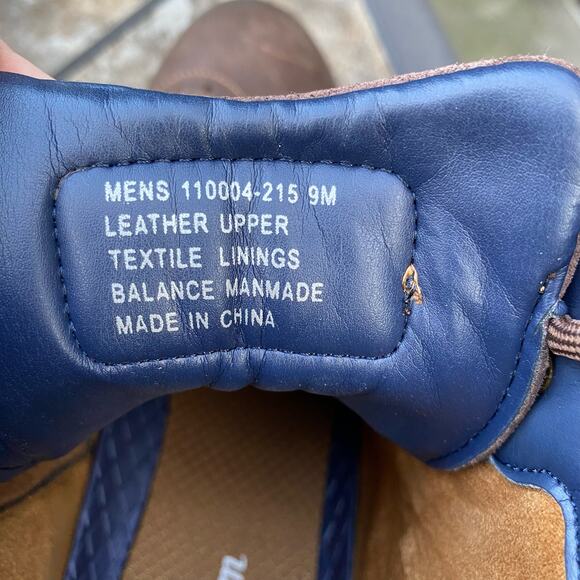 MENS 110004-215 9M
LEATHER UPPER
TEXTILE LININGS
BALANCE MANMADE
MADE IN CHINA